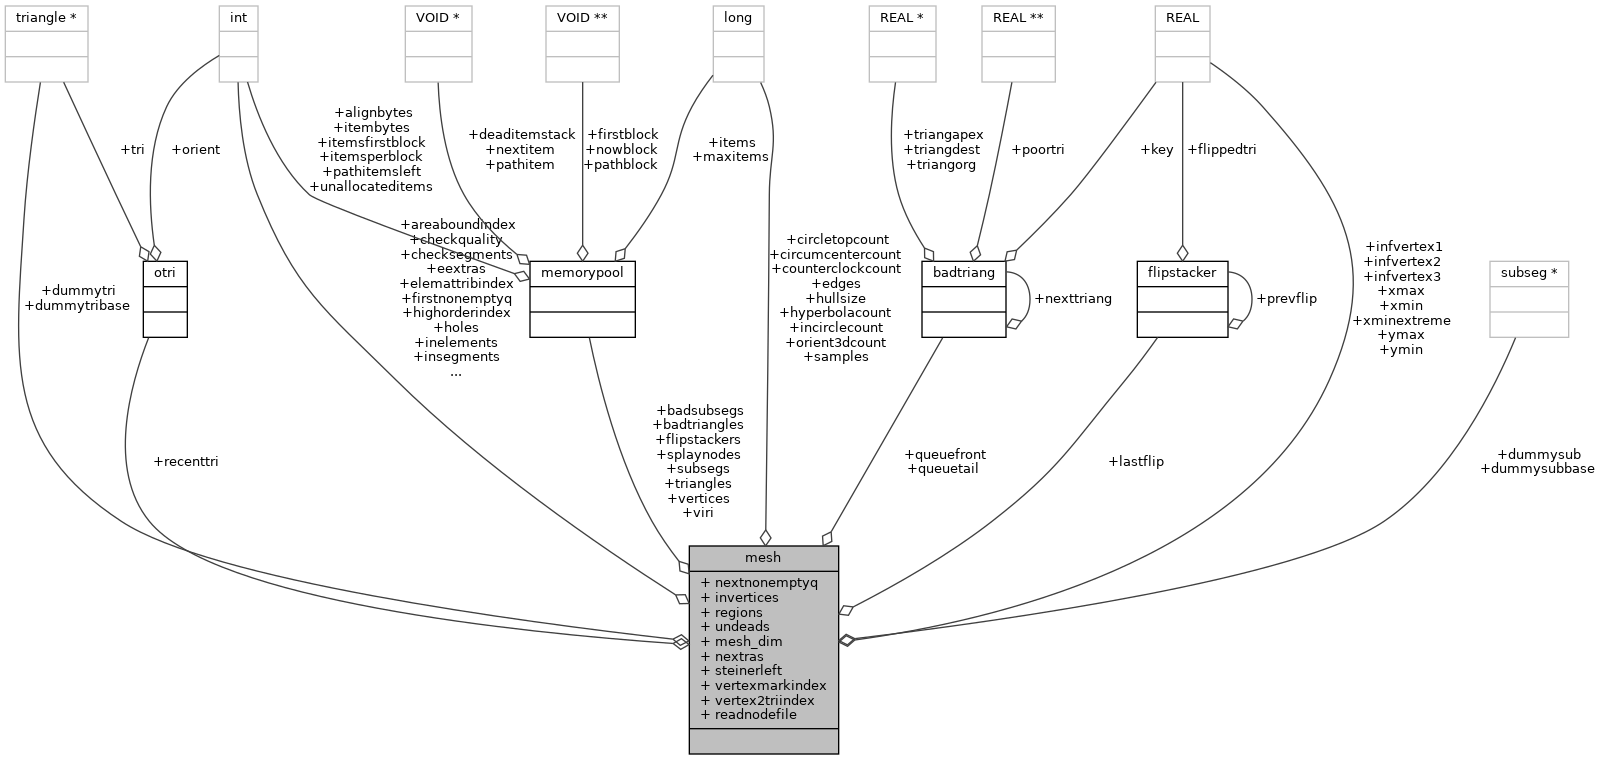 triangle *
int
VOID *
VOID **
long
REAL *
REAL **
REAL
+tri
+orient
+alignbytes
+itembytes
+itemsfirstblock
+itemsperblock
+pathitemsleft
+unallocateditems
+deaditemstack
+nextitem
+pathitem
+firstblock
+nowblock
+pathblock
+items
+maxitems
+triangapex
+triangdest
+triangorg
+poortri
+key
+flippedtri
+dummytri
+dummytribase
otri
+areaboundindex
+checkquality
+checksegments
+eextras
+elemattribindex
+firstnonemptyq
+highorderindex
+holes
+inelements
+insegments
...
memorypool
+circletopcount
+circumcentercount
+counterclockcount
+edges
+hullsize
+hyperbolacount
+incirclecount
+orient3dcount
+samples
badtriang
+nexttriang
flipstacker
+prevflip
+infvertex1
+infvertex2
+infvertex3
+xmax
+xmin
+xminextreme
+ymax
+ymin
subseg *
+recenttri
+badsubsegs
+badtriangles
+flipstackers
+splaynodes
+subsegs
+triangles
+vertices
+viri
+queuefront
+queuetail
+lastflip
+dummysub
+dummysubbase
mesh
+ nextnonemptyq
+ invertices
+ regions
+ undeads
+ mesh_dim
+ nextras
+ steinerleft
+ vertexmarkindex
+ vertex2triindex
+ readnodefile